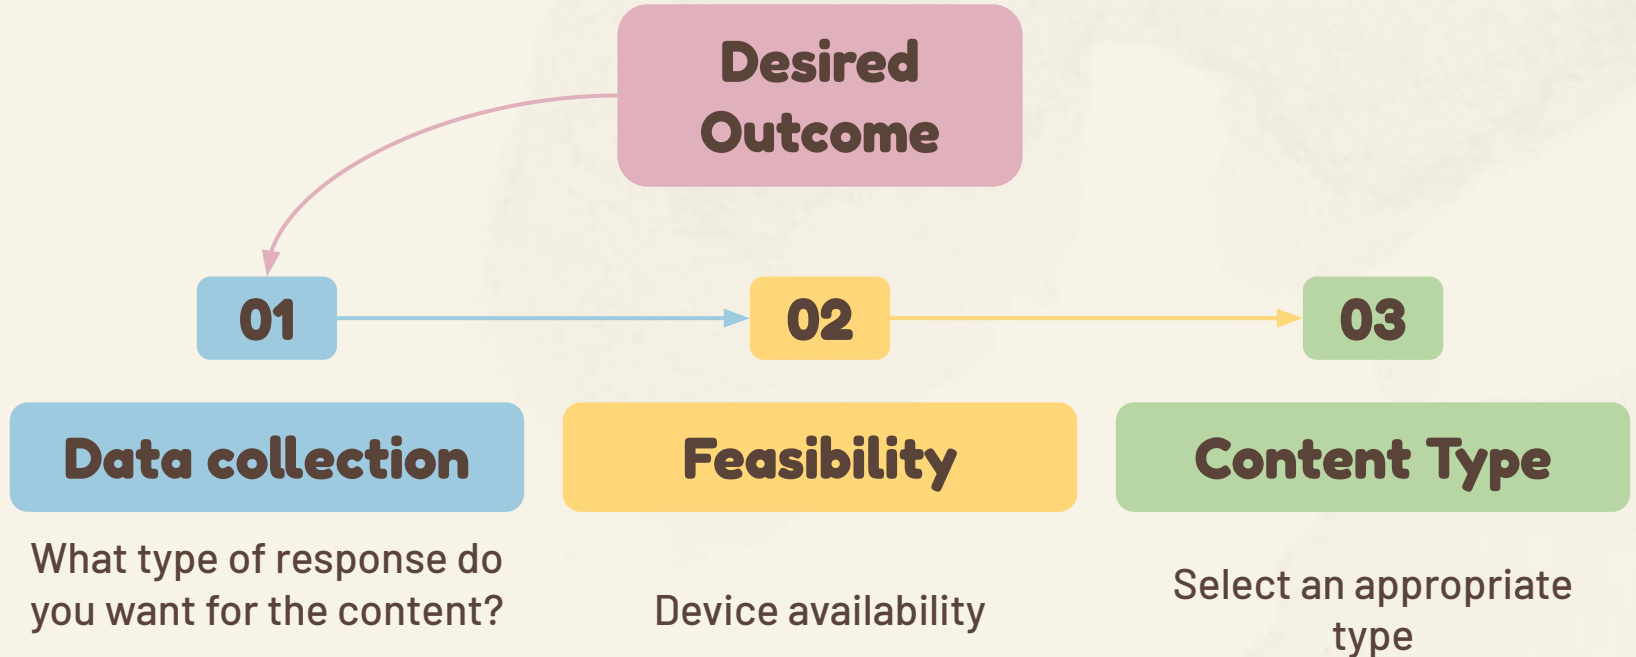 Desired
Outcome
01
02
03
Data collection
Feasibility
Content Type
What type of response do
you want for the content?
Device availability
Select an appropriate
type